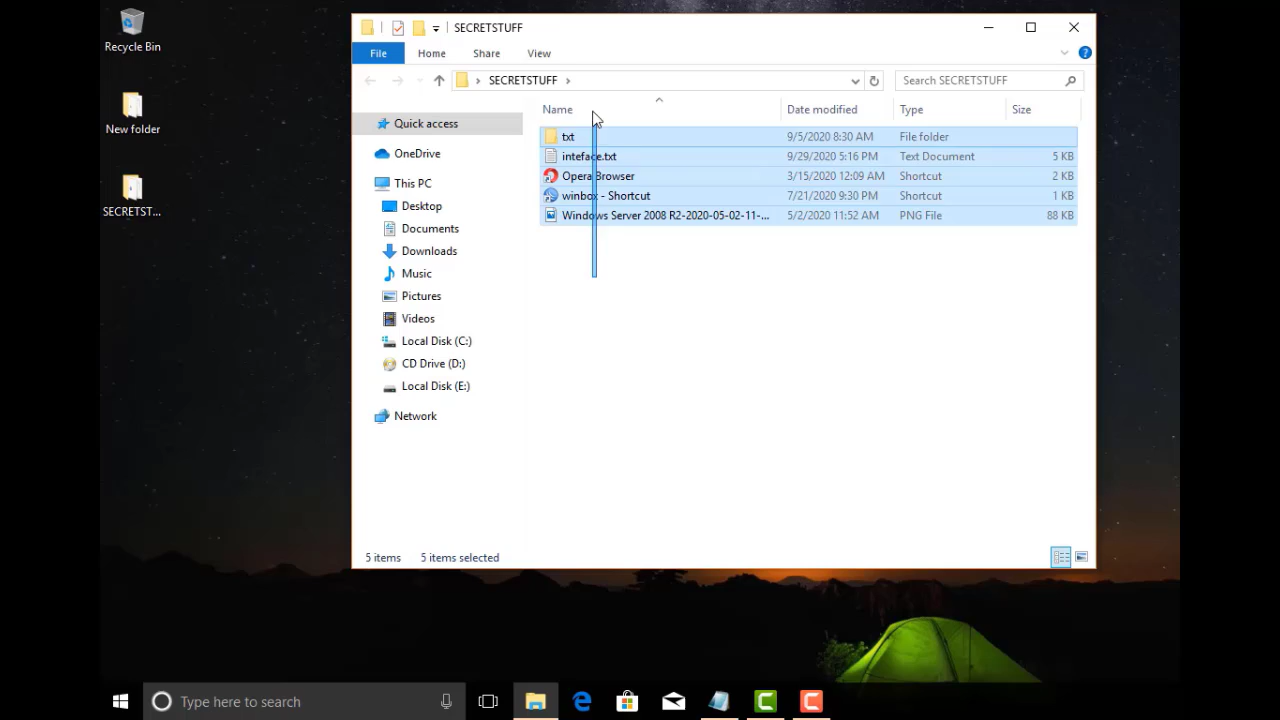 Recycle Bin
New folder
SECRETST...
SECRETSTUFF
File Home Share View
SECRETSTUFF
Search SECRETSTUFF
Quick access
OneDrive
This PC
Desktop
Documents
Downloads
Music
Pictures
Videos
Local Disk (C:)
CD Drive (D:)
Local Disk (E:)
Network
Name Date modified Type Size
txt 9/5/2020 8:30 AM File folder
inteface.txt 9/29/2020 5:16 PM Text Document 5 KB
Opera Browser 3/15/2020 12:09 AM Shortcut 2 KB
winbox - Shortcut 7/21/2020 9:30 PM Shortcut 1 KB
Windows Server 2008 R2-2020-05-02-11-... 5/2/2020 11:52 AM PNG File 88 KB
5 items 5 items selected
Type here to search